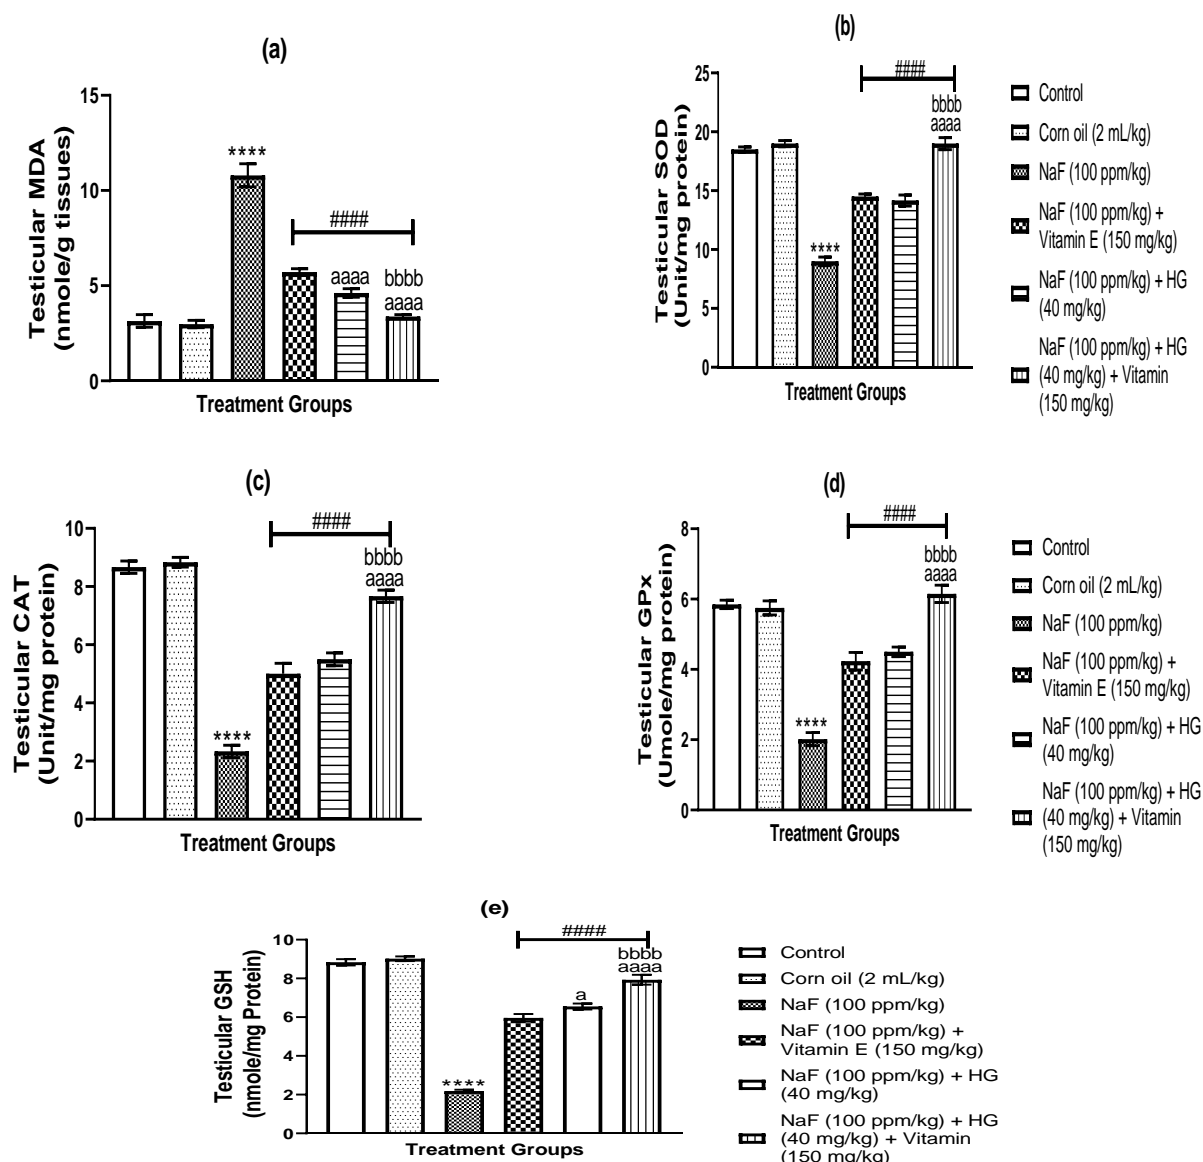 (a)
Testicular MDA
(nmole/g tissues)
15
10
5
0
****
####
aaaa
bbbb
aaaa
Treatment Groups
(b)
Testicular SOD
(Unit/mg protein)
25
20
15
10
5
0
****
####
bbbb
aaaa
Treatment Groups
Control
Corn oil (2 mL/kg)
NaF (100 ppm/kg)
NaF (100 ppm/kg) +
Vitamin E (150 mg/kg)
NaF (100 ppm/kg) + HG
(40 mg/kg)
NaF (100 ppm/kg) + HG
(40 mg/kg) + Vitamin
(150 mg/kg)
(c)
Testicular CAT
(Unit/mg protein)
10
8
6
4
2
0
****
####
bbbb
aaaa
Treatment Groups
(d)
Testicular GPx
(Umole/mg protein)
8
6
4
2
0
****
####
bbbb
aaaa
Treatment Groups
Control
Corn oil (2 mL/kg)
NaF (100 ppm/kg)
NaF (100 ppm/kg) +
Vitamin E (150 mg/kg)
NaF (100 ppm/kg) + HG
(40 mg/kg)
NaF (100 ppm/kg) + HG
(40 mg/kg) + Vitamin
(150 mg/kg)
(e)
Testicular GSH
(nmole/mg Protein)
10
8
6
4
2
0
****
####
a
bbbb
aaaa
Treatment Groups
Control
Corn oil (2 mL/kg)
NaF (100 ppm/kg)
NaF (100 ppm/kg) +
Vitamin E (150 mg/kg)
NaF (100 ppm/kg) + HG
(40 mg/kg)
NaF (100 ppm/kg) + HG
(40 mg/kg) + Vitamin
(150 mg/kg)